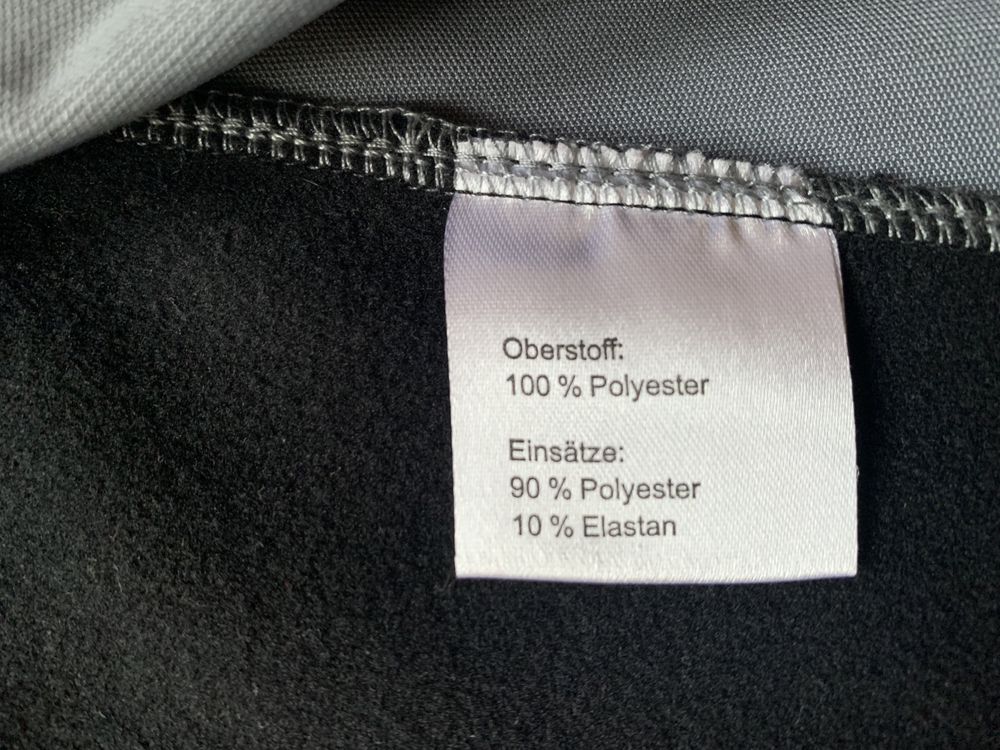 Oberstoff:
100 % Polyester
Einsätze:
90 % Polyester
10 % Elastan